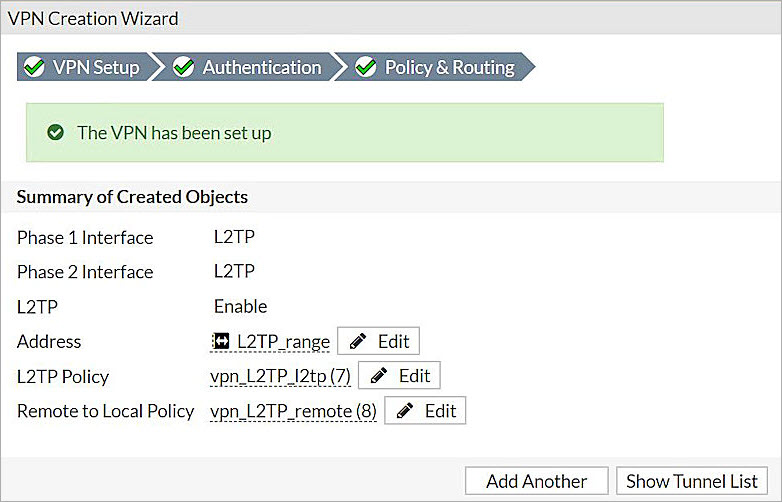 VPN Creation Wizard
VPN Setup Authentication Policy & Routing
The VPN has been set up
Summary of Created Objects
Phase 1 Interface L2TP
Phase 2 Interface L2TP
L2TP Enable
Address L2TP_range Edit
L2TP Policy vpn_L2TP_l2tp (7) Edit
Remote to Local Policy vpn_L2TP_remote (8) Edit
Add Another Show Tunnel List